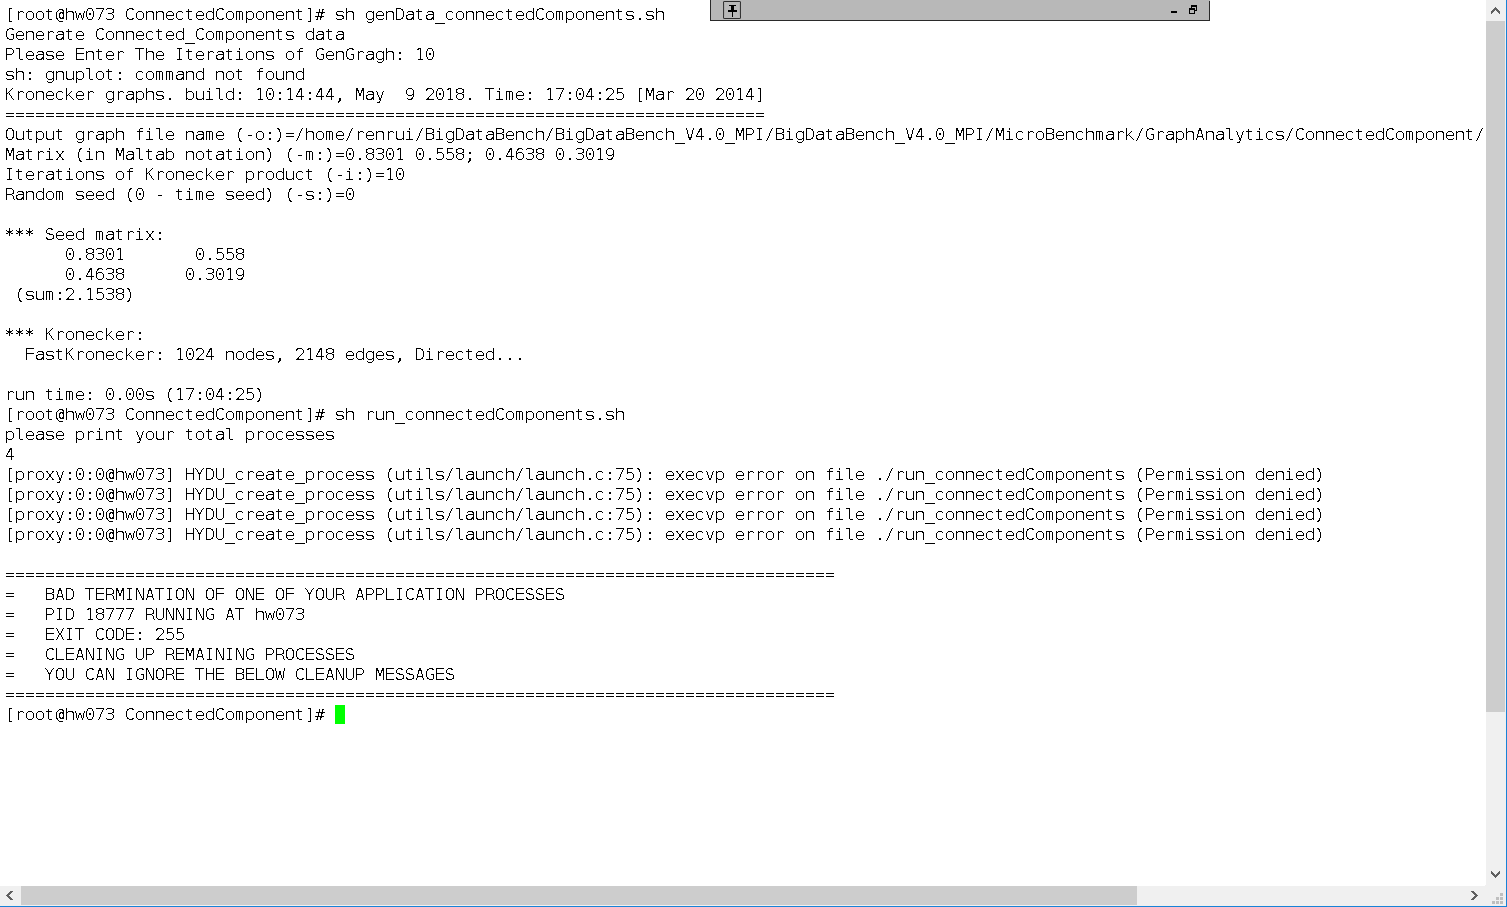 [root@hw073 ConnectedComponent]# sh genData_connectedComponents.sh
Generate Connected_Components data
Please Enter The Iterations of GenGragh: 10
sh: gnuplot: command not found
Kronecker graphs. build: 10:14:44, May  9 2018. Time: 17:04:25 [Mar 20 2014]
============================================================================
Output graph file name (-o:)=/home/renrui/BigDataBench/BigDataBench_V4.0_MPI/BigDataBench_V4.0_MPI/MicroBenchmark/GraphAnalytics/ConnectedComponent/
Matrix (in Maltab notation) (-m:)=0.8301 0.558; 0.4638 0.3019
Iterations of Kronecker product (-i:)=10
Random seed (0 - time seed) (-s:)=0
*** Seed matrix:
0.8301       0.558
0.4638      0.3019
(sum:2.1538)
*** Kronecker:
FastKronecker: 1024 nodes, 2148 edges, Directed...
run time: 0.00s (17:04:25)
[root@hw073 ConnectedComponent]# sh run_connectedComponents.sh
please print your total processes
4
[proxy:0:0@hw073] HYDU_create_process (utils/launch/launch.c:75): execvp error on file ./run_connectedComponents (Permission denied)
[proxy:0:0@hw073] HYDU_create_process (utils/launch/launch.c:75): execvp error on file ./run_connectedComponents (Permission denied)
[proxy:0:0@hw073] HYDU_create_process (utils/launch/launch.c:75): execvp error on file ./run_connectedComponents (Permission denied)
[proxy:0:0@hw073] HYDU_create_process (utils/launch/launch.c:75): execvp error on file ./run_connectedComponents (Permission denied)
===================================================================================
=   BAD TERMINATION OF ONE OF YOUR APPLICATION PROCESSES
=   PID 18777 RUNNING AT hw073
=   EXIT CODE: 255
=   CLEANING UP REMAINING PROCESSES
=   YOU CAN IGNORE THE BELOW CLEANUP MESSAGES
===================================================================================
[root@hw073 ConnectedComponent]#